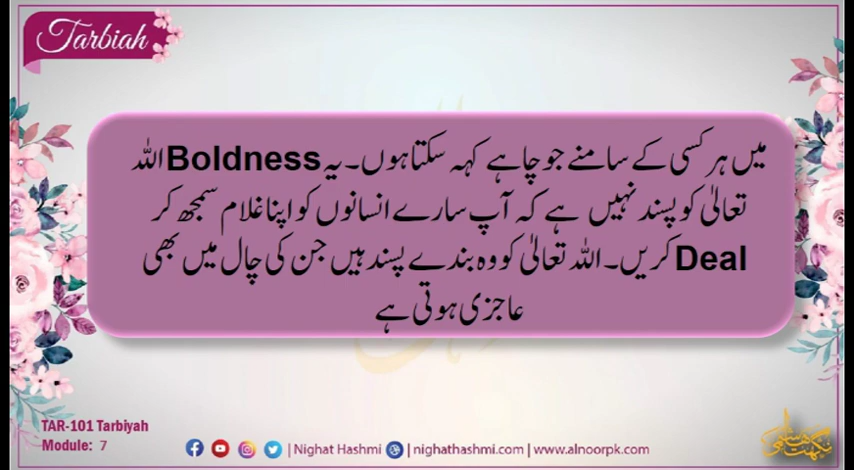 Tarbiah
میں ہر کسی کے سامنے جو چاہے کہہ سکتا ہوں۔ یہ Boldness اللہ
تعالیٰ کو پسند نہیں ہے کہ آپ سارے انسانوں کو اپنا غلام سمجھ کر
Deal کریں۔ اللہ تعالیٰ کو وہ بندے پسند ہیں جن کی چال میں بھی
عاجزی ہوتی ہے
TAR-101 Tarbiyah
Module: 7
| Nighat Hashmi | nighathashmi.com | www.alnoorpk.com
نگہت ہاشمی